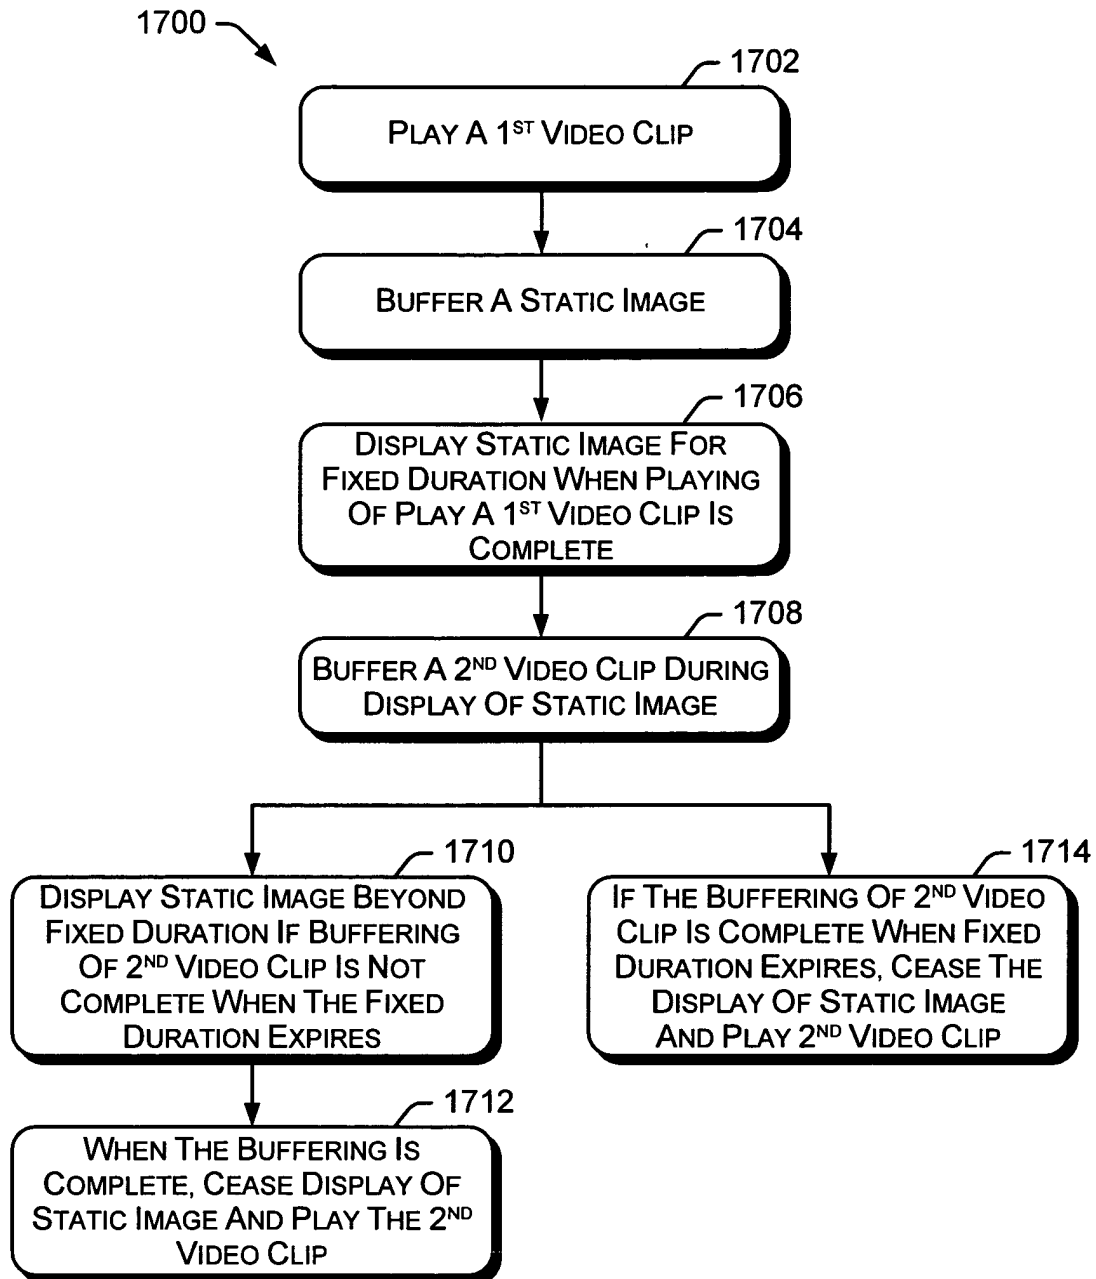 1700
1702
PLAY A 1ST VIDEO CLIP
1704
BUFFER A STATIC IMAGE
1706
DISPLAY STATIC IMAGE FOR
FIXED DURATION WHEN PLAYING
OF PLAY A 1ST VIDEO CLIP IS
COMPLETE
1708
BUFFER A 2ND VIDEO CLIP DURING
DISPLAY OF STATIC IMAGE
1710
DISPLAY STATIC IMAGE BEYOND
FIXED DURATION IF BUFFERING
OF 2ND VIDEO CLIP IS NOT
COMPLETE WHEN THE FIXED
DURATION EXPIRES
1714
IF THE BUFFERING OF 2ND VIDEO
CLIP IS COMPLETE WHEN FIXED
DURATION EXPIRES, CEASE THE
DISPLAY OF STATIC IMAGE
AND PLAY 2ND VIDEO CLIP
1712
WHEN THE BUFFERING IS
COMPLETE, CEASE DISPLAY OF
STATIC IMAGE AND PLAY THE 2ND
VIDEO CLIP